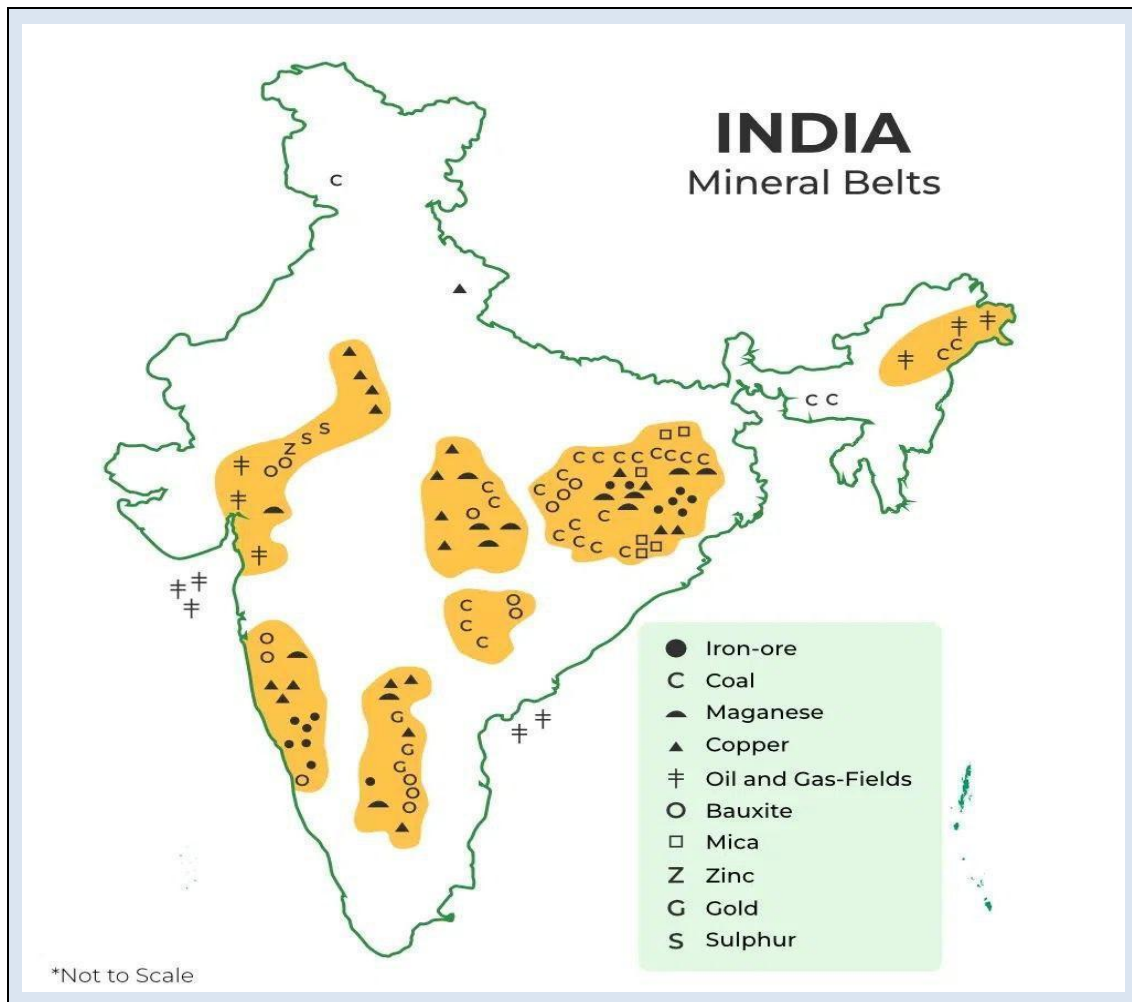 INDIA
Mineral Belts
C
C
C
C C
S
S
Z
C C C C C C C C
C
C
C
C
C
C
C
C C
C
C
C
C
G
G
G
Iron-ore
C Coal
Maganese
Copper
Oil and Gas-Fields
Bauxite
Mica
Z Zinc
G Gold
S Sulphur
*Not to Scale